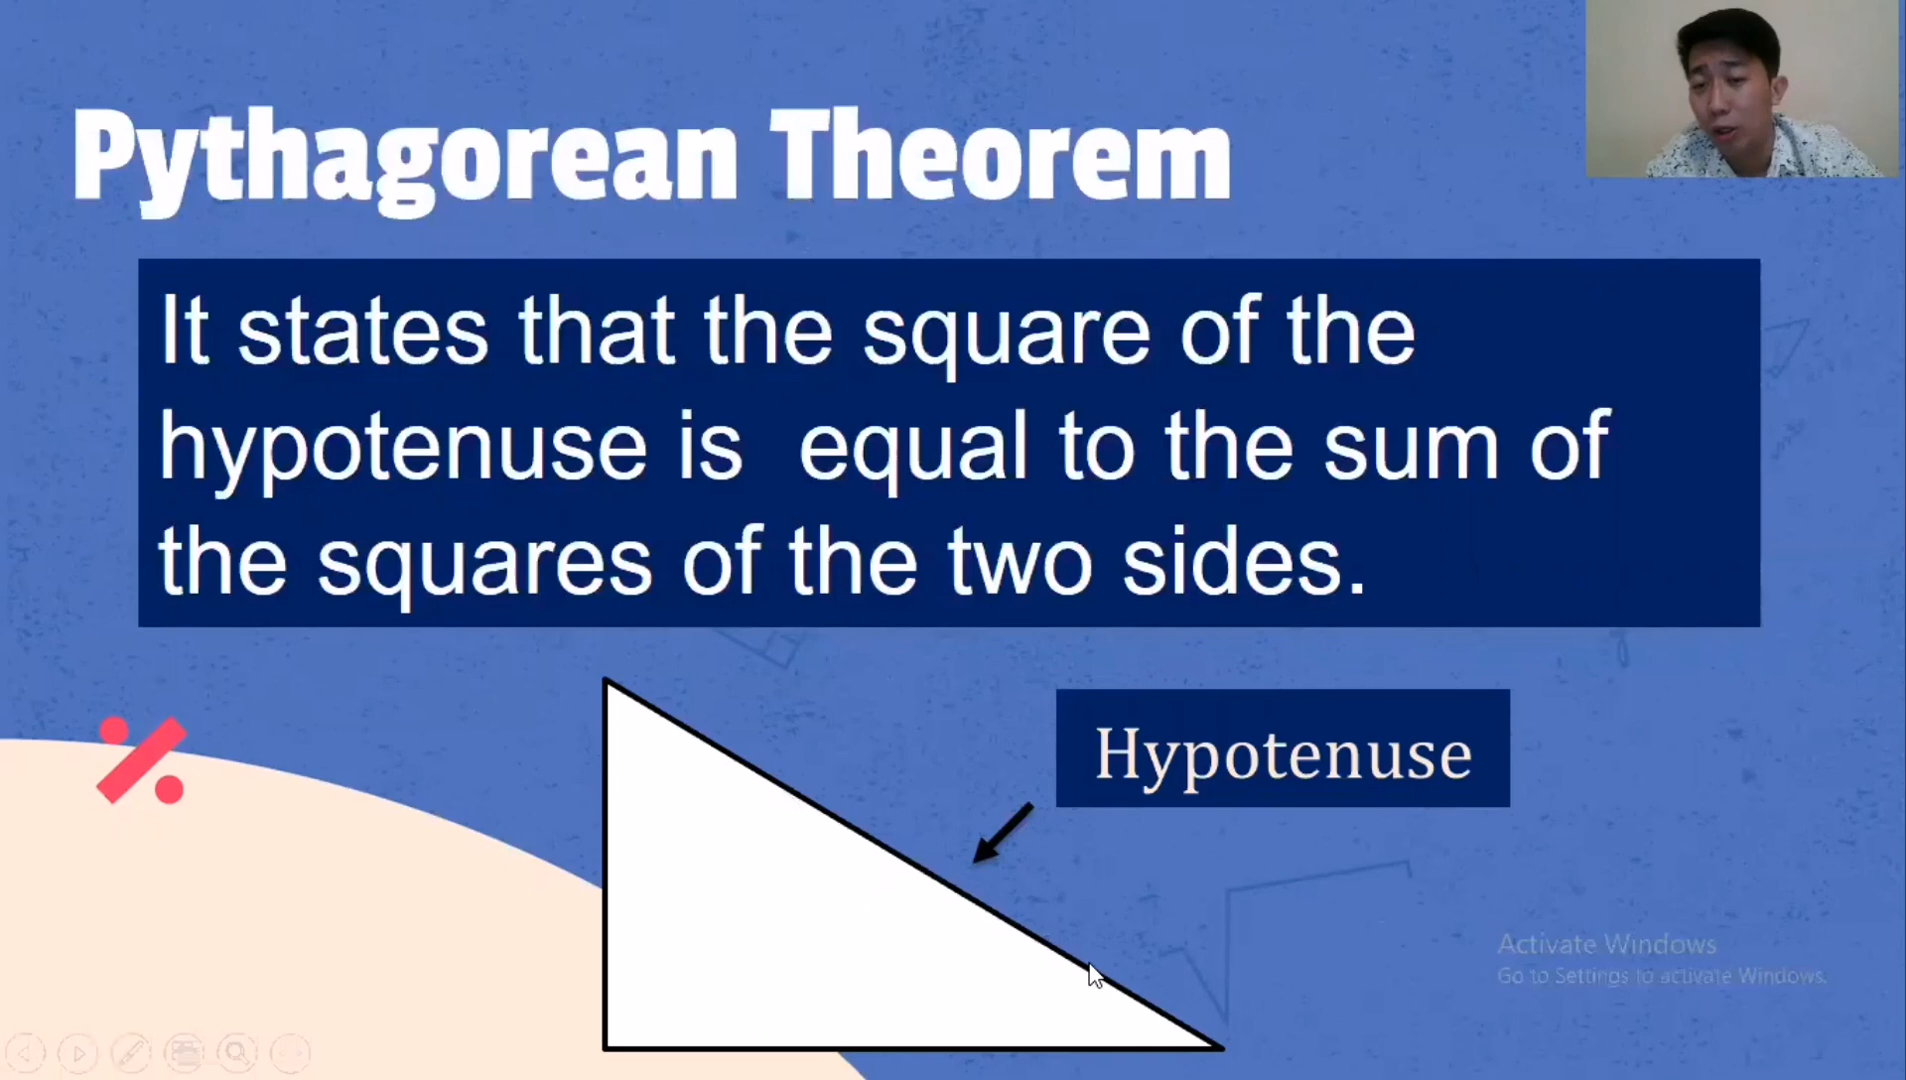 Pythagorean Theorem
It states that the square of the
hypotenuse is  equal to the sum of
the squares of the two sides.
Hypotenuse
Activate Windows
Go to Settings to activate Windows.